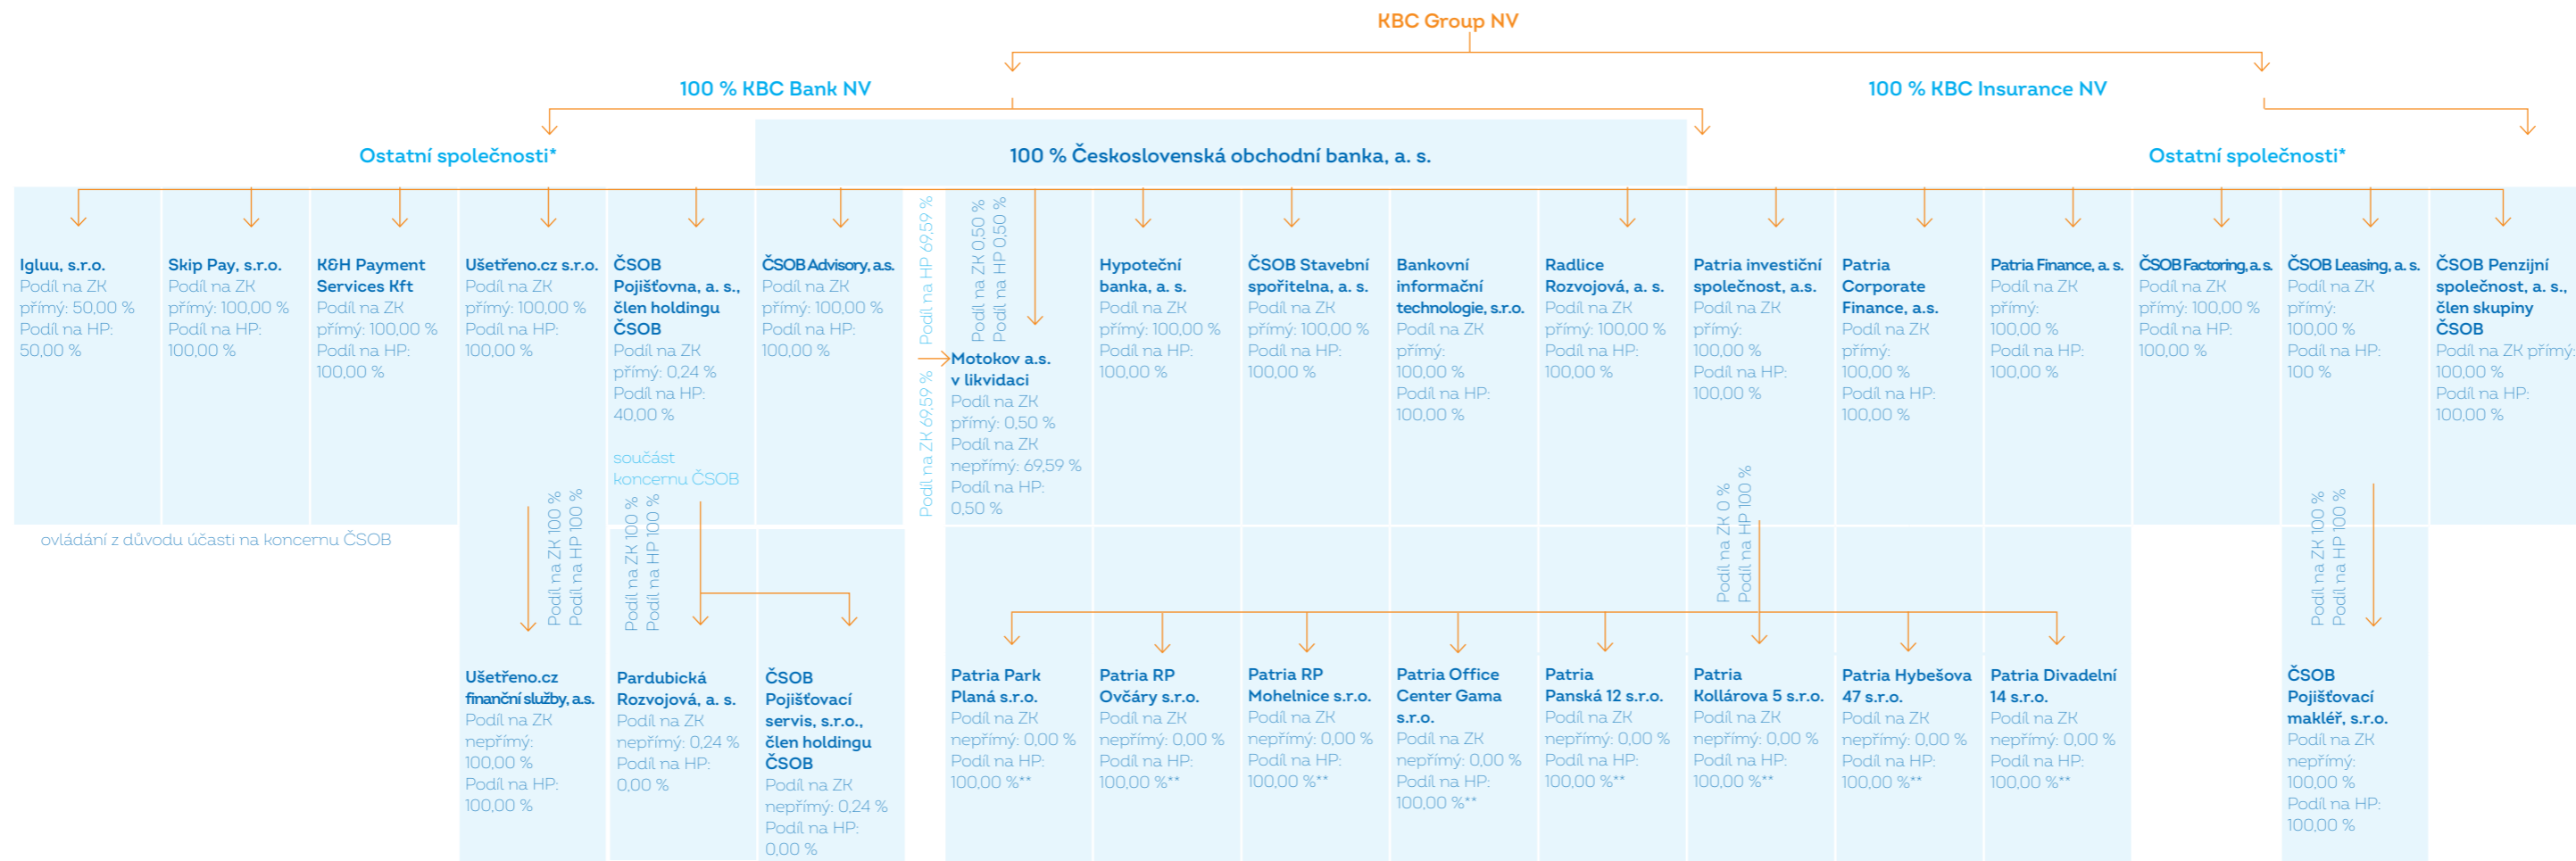 KBC Group NV
100 % KBC Bank NV
100 % KBC Insurance NV
Ostatní společnosti*
100 % Československá obchodní banka, a. s.
Ostatní společnosti*
Igluu, s.r.o.
Podíl na ZK
přímý: 50,00 %
Podíl na HP:
50,00 %
Skip Pay, s.r.o.
Podíl na ZK
přímý: 100,00 %
Podíl na HP:
100,00 %
K&H Payment
Services Kft
Podíl na ZK
přímý: 100,00 %
Podíl na HP:
100,00 %
Ušetřeno.cz s.r.o.
Podíl na ZK
přímý: 100,00 %
Podíl na HP:
100,00 %
ČSOB
Pojišťovna, a. s.,
člen holdingu
ČSOB
Podíl na ZK
přímý: 0,24 %
Podíl na HP:
40,00 %
součást
koncernu ČSOB
ČSOB Advisory, a.s.
Podíl na ZK
přímý: 100,00 %
Podíl na HP:
100,00 %
Podíl na ZK 69,59 %
Podíl na HP 69,59 %
Podíl na ZK 0,50 %
Podíl na HP 0,50 %
Motokov a.s.
v likvidaci
Podíl na ZK
přímý: 0,50 %
Podíl na ZK
nepřímý: 69,59 %
Podíl na HP:
0,50 %
Hypoteční
banka, a. s.
Podíl na ZK
přímý: 100,00 %
Podíl na HP:
100,00 %
ČSOB Stavební
spořitelna, a. s.
Podíl na ZK
přímý: 100,00 %
Podíl na HP:
100,00 %
Bankovní
informační
technologie, s.r.o.
Podíl na ZK
přímý:
100,00 %
Podíl na HP:
100,00 %
Radlice
Rozvojová, a. s.
Podíl na ZK
přímý: 100,00 %
Podíl na HP:
100,00 %
Patria investiční
společnost, a.s.
Podíl na ZK
přímý:
100,00 %
Podíl na HP:
100,00 %
Patria
Corporate
Finance, a.s.
Podíl na ZK
přímý:
100,00 %
Podíl na HP:
100,00 %
Patria Finance, a. s.
Podíl na ZK
přímý:
100,00 %
Podíl na HP:
100,00 %
ČSOB Factoring, a. s.
Podíl na ZK
přímý: 100,00 %
Podíl na HP:
100,00 %
ČSOB Leasing, a. s.
Podíl na ZK
přímý:
100,00 %
Podíl na HP:
100 %
ČSOB Penzijní
společnost, a. s.,
člen skupiny
ČSOB
Podíl na ZK přímý:
100,00 %
Podíl na HP:
100,00 %
ovládání z důvodu účasti na koncernu ČSOB
Podíl na ZK 100 %
Podíl na HP 100 %
Podíl na ZK 100 %
Podíl na HP 100 %
Podíl na ZK 0 %
Podíl na HP 100 %
Podíl na ZK 100 %
Podíl na HP 100 %
Ušetřeno.cz
finanční služby, a.s.
Podíl na ZK
nepřímý:
100,00 %
Podíl na HP:
100,00 %
Pardubická
Rozvojová, a. s.
Podíl na ZK
nepřímý: 0,24 %
Podíl na HP:
0,00 %
ČSOB
Pojišťovací
servis, s.r.o.,
člen holdingu
ČSOB
Podíl na ZK
nepřímý: 0,24 %
Podíl na HP:
0,00 %
Patria Park
Planá s.r.o.
Podíl na ZK
nepřímý: 0,00 %
Podíl na HP:
100,00 %**
Patria RP
Ovčáry s.r.o.
Podíl na ZK
nepřímý: 0,00 %
Podíl na HP:
100,00 %**
Patria RP
Mohelnice s.r.o.
Podíl na ZK
nepřímý: 0,00 %
Podíl na HP:
100,00 %**
Patria Office
Center Gama
s.r.o.
Podíl na ZK
nepřímý: 0,00 %
Podíl na HP:
100,00 %**
Patria
Panská 12 s.r.o.
Podíl na ZK
nepřímý: 0,00 %
Podíl na HP:
100,00 %**
Patria
Kollárova 5 s.r.o.
Podíl na ZK
nepřímý: 0,00 %
Podíl na HP:
100,00 %**
Patria Hybešova
47 s.r.o.
Podíl na ZK
nepřímý: 0,00 %
Podíl na HP:
100,00 %**
Patria Divadelní
14 s.r.o.
Podíl na ZK
nepřímý: 0,00 %
Podíl na HP:
100,00 %**
ČSOB
Pojišťovací
makléř, s.r.o.
Podíl na ZK
nepřímý:
100,00 %
Podíl na HP:
100,00 %